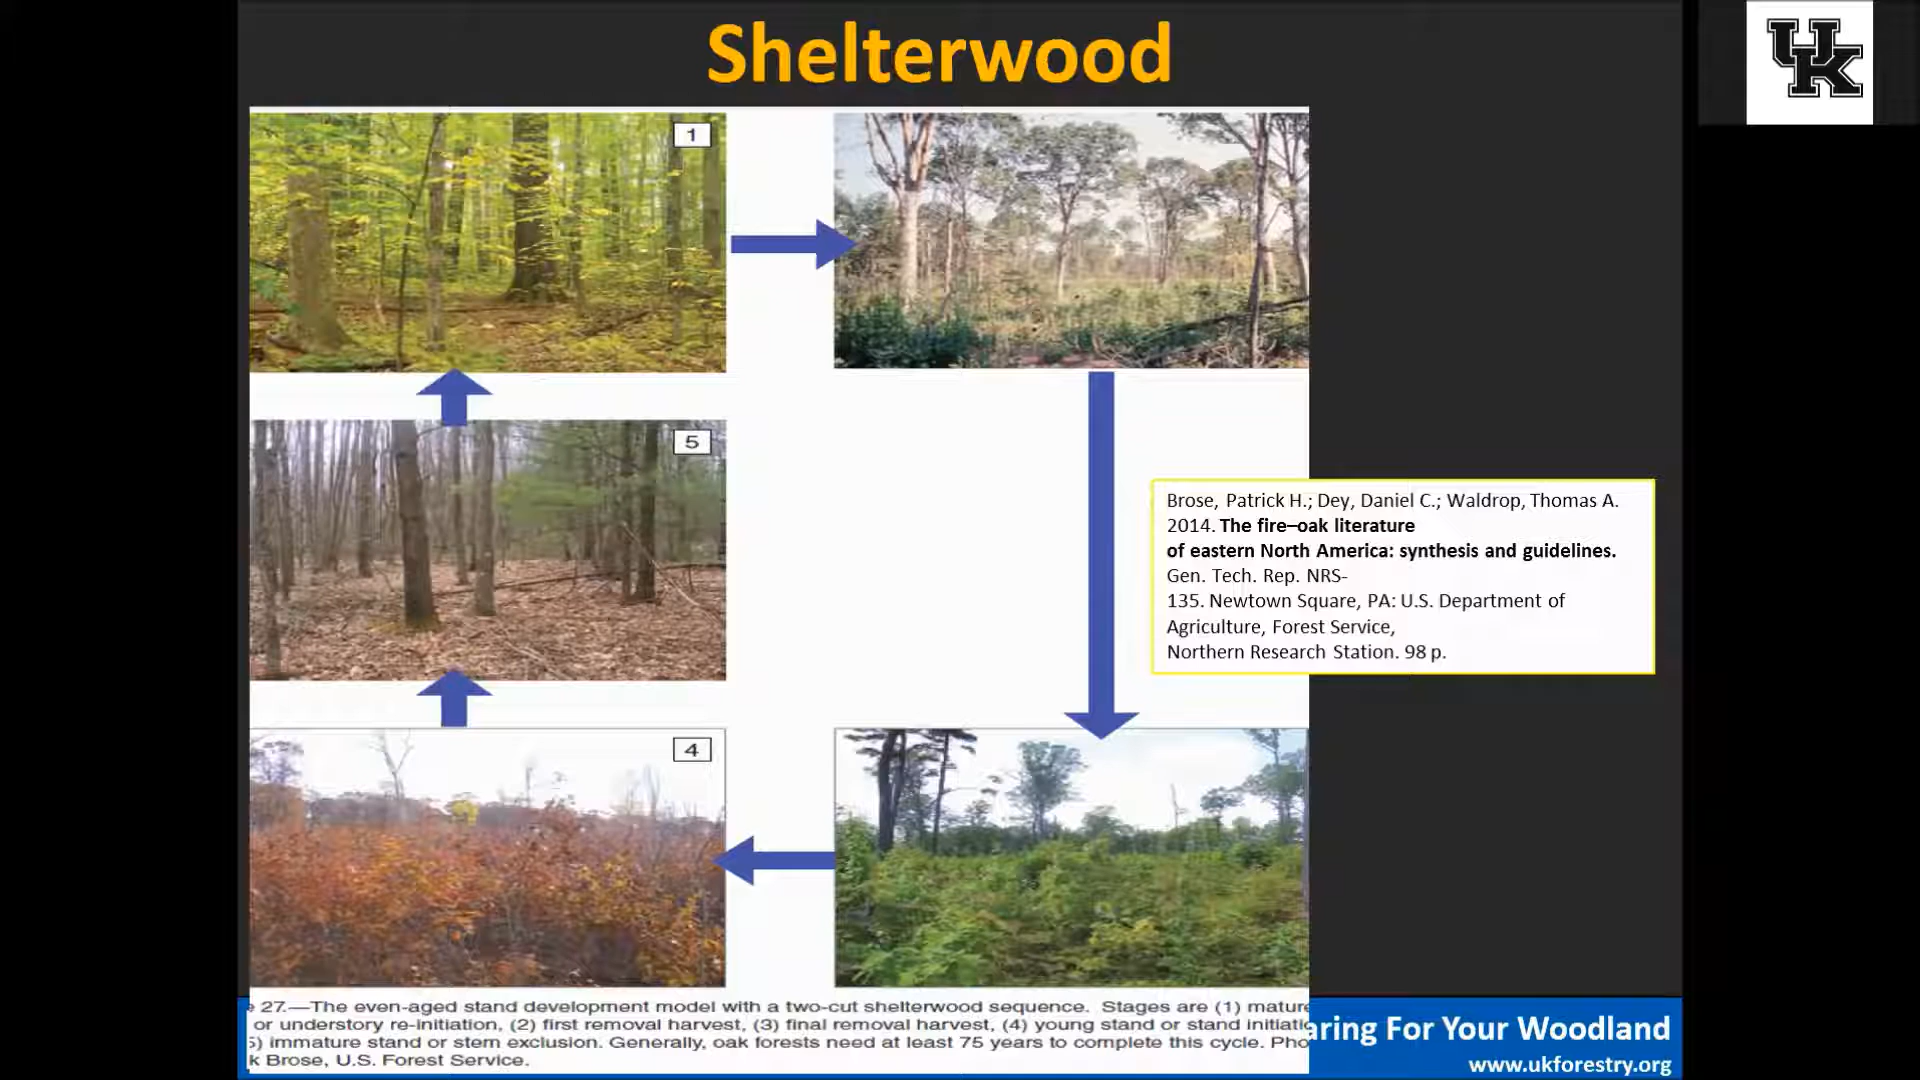 Shelterwood
UK
1
5
Brose, Patrick H.; Dey, Daniel C.; Waldrop, Thomas A.
2014. The fire–oak literature
of eastern North America: synthesis and guidelines.
Gen. Tech. Rep. NRS-
135. Newtown Square, PA: U.S. Department of
Agriculture, Forest Service,
Northern Research Station. 98 p.
4
e 27.—The even-aged stand development model with a two-cut shelterwood sequence. Stages are (1) mature
or understory re-initiation, (2) first removal harvest, (3) final removal harvest, (4) young stand or stand initiatio
5) immature stand or stem exclusion. Generally, oak forests need at least 75 years to complete this cycle. Pho
k Brose, U.S. Forest Service.
aring For Your Woodland
www.ukforestry.org